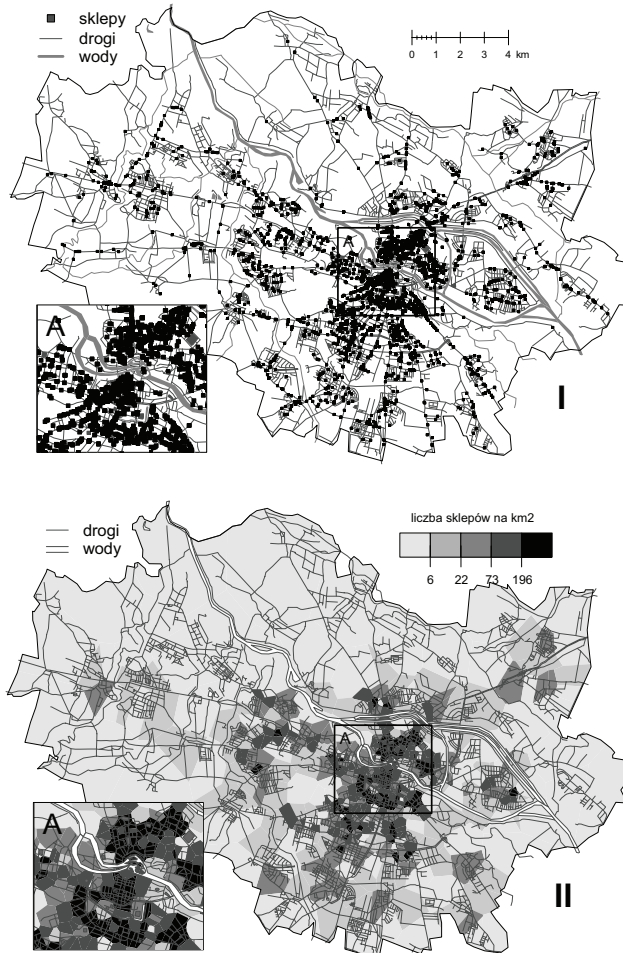 sklepy
drogi
wody
0 1 2 3 4 km
A
A
I
drogi
wody
liczba sklepów na km2
6 22 73 196
A
A
II